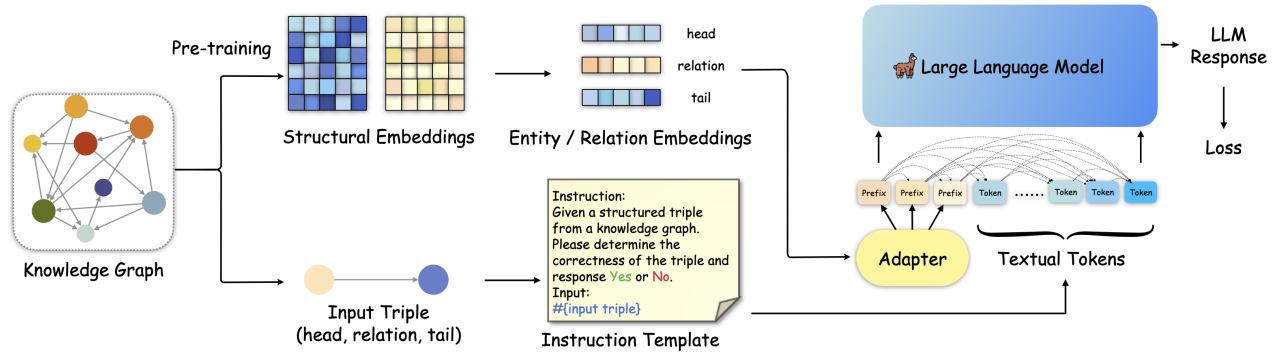 Pre-training
Structural Embeddings
head
relation
tail
Entity / Relation Embeddings
Large Language Model
LLM
Response
Loss
Prefix
Prefix
Prefix
Token
......
Token
Token
Token
Adapter
Textual Tokens
Knowledge Graph
Input Triple
(head, relation, tail)
Instruction:
Given a structured triple
from a knowledge graph.
Please determine the
correctness of the triple and
response Yes or No.
Input:
#{input triple}
Instruction Template